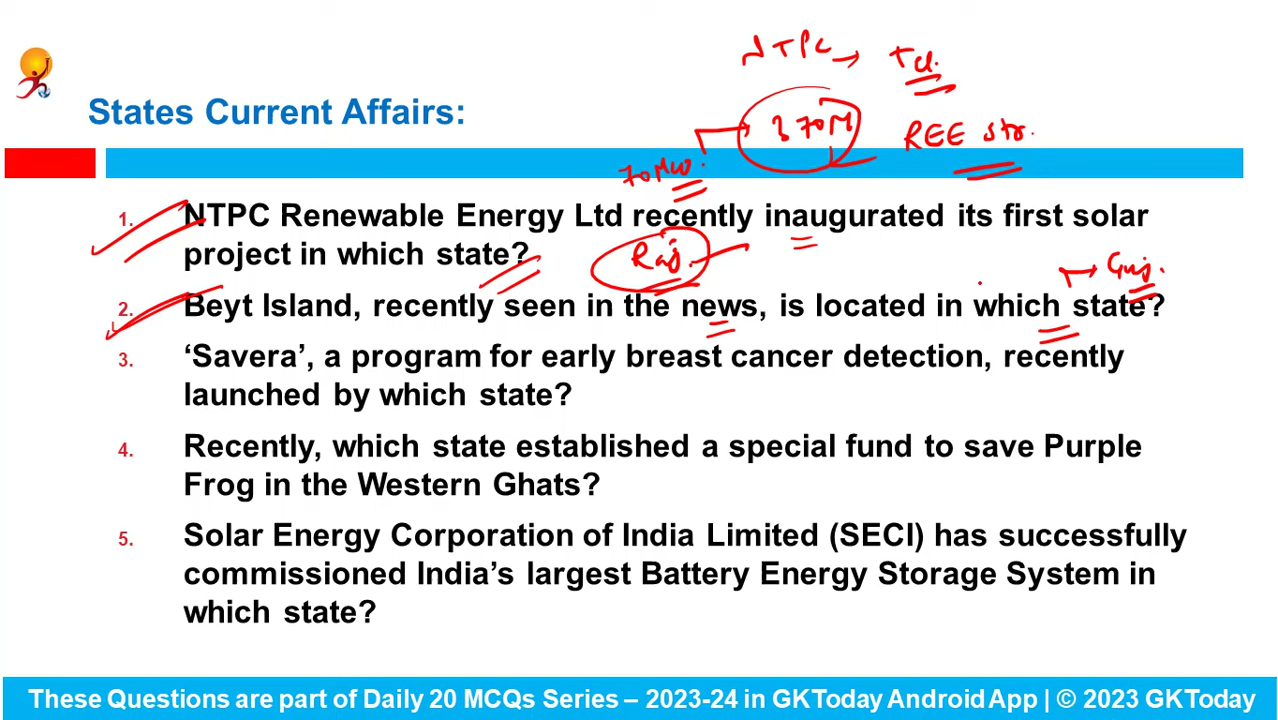 NTPC
States Current Affairs:
370M
REE str.
70MW.
1. NTPC Renewable Energy Ltd recently inaugurated its first solar
project in which state?
Raj.
Guj.
2. Beyt Island, recently seen in the news, is located in which state?
3. ‘Savera’, a program for early breast cancer detection, recently
launched by which state?
4. Recently, which state established a special fund to save Purple
Frog in the Western Ghats?
5. Solar Energy Corporation of India Limited (SECI) has successfully
commissioned India’s largest Battery Energy Storage System in
which state?
These Questions are part of Daily 20 MCQs Series – 2023-24 in GKToday Android App | © 2023 GKToday